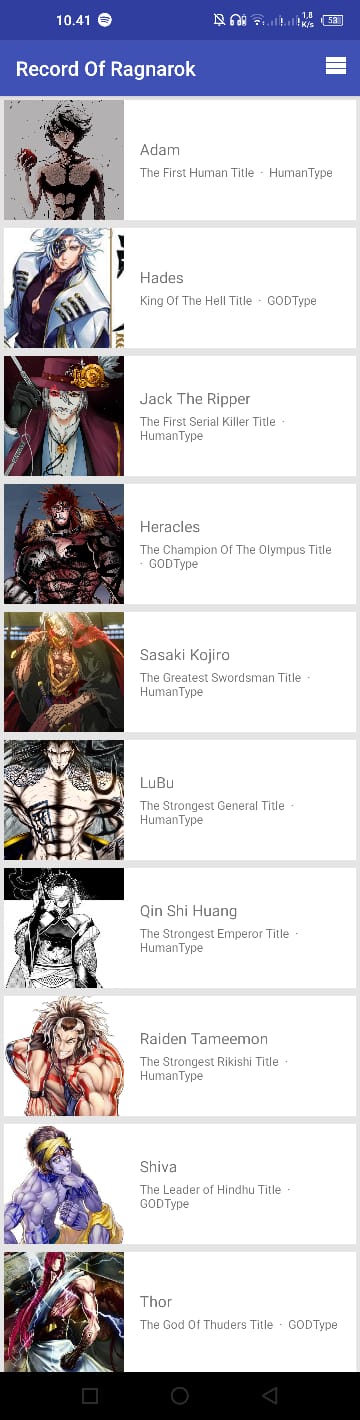 10.41
1,8
K/s
53
Record Of Ragnarok
Adam
The First Human Title · HumanType
Hades
King Of The Hell Title · GODType
Jack The Ripper
The First Serial Killer Title ·
HumanType
Heracles
The Champion Of The Olympus Title
· GODType
Sasaki Kojiro
The Greatest Swordsman Title ·
HumanType
LuBu
The Strongest General Title ·
HumanType
Qin Shi Huang
The Strongest Emperor Title ·
HumanType
Raiden Tameemon
The Strongest Rikishi Title ·
HumanType
Shiva
The Leader of Hindhu Title ·
GODType
Thor
The God Of Thuders Title · GODType